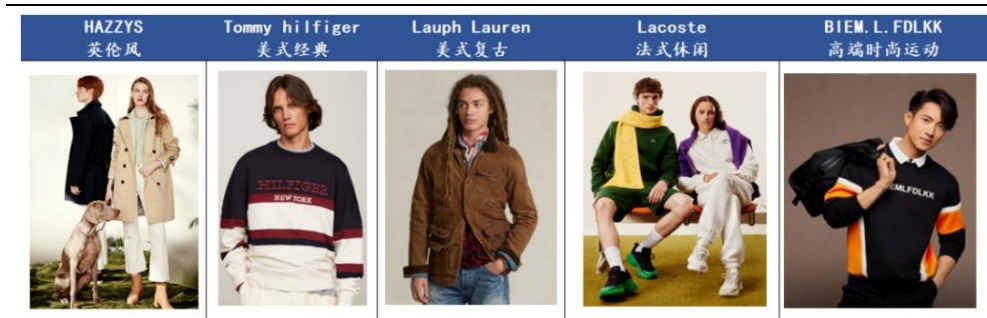 HAZZYS
英伦风
Tommy hilfiger
美式经典
Lauph Lauren
美式复古
Lacoste
法式休闲
BIEM.L.FDLKK
高端时尚运动
HILFIGER
NEW YORK
BIEMLFDLKK